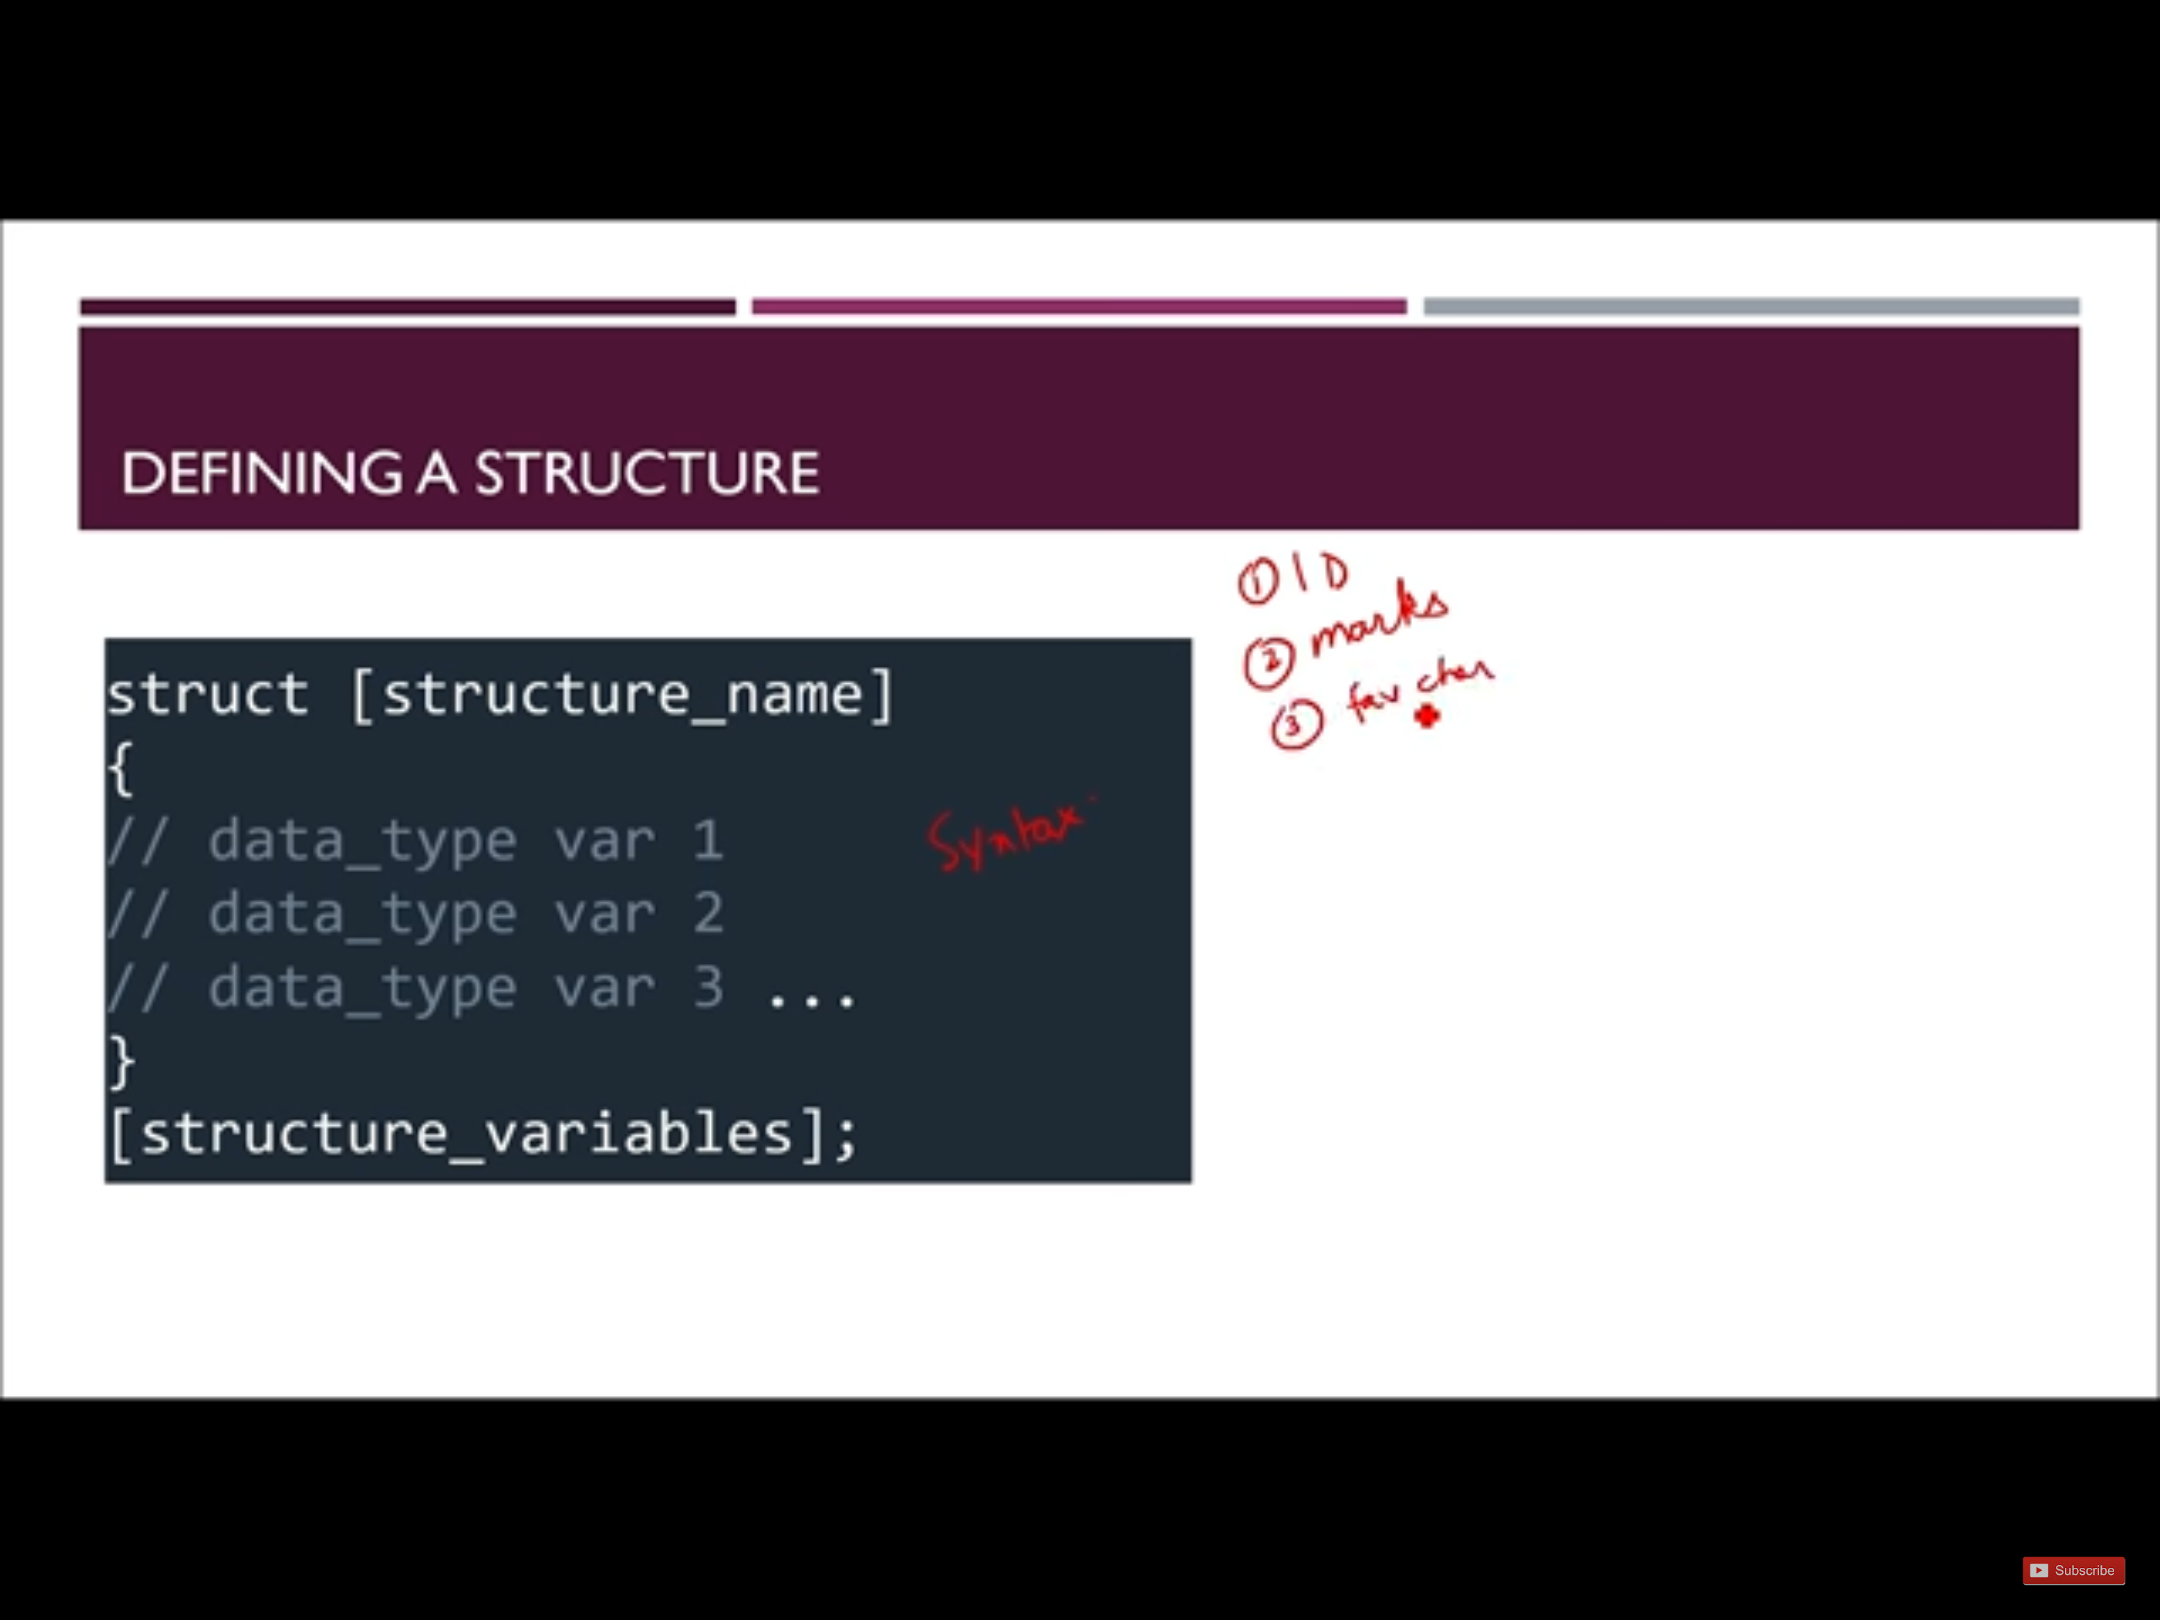 DEFINING A STRUCTURE
① ID
② marks
③ fav char
struct [structure_name]
{
// data_type var 1
Syntax
// data_type var 2
// data_type var 3 ...
}
[structure_variables];
Subscribe